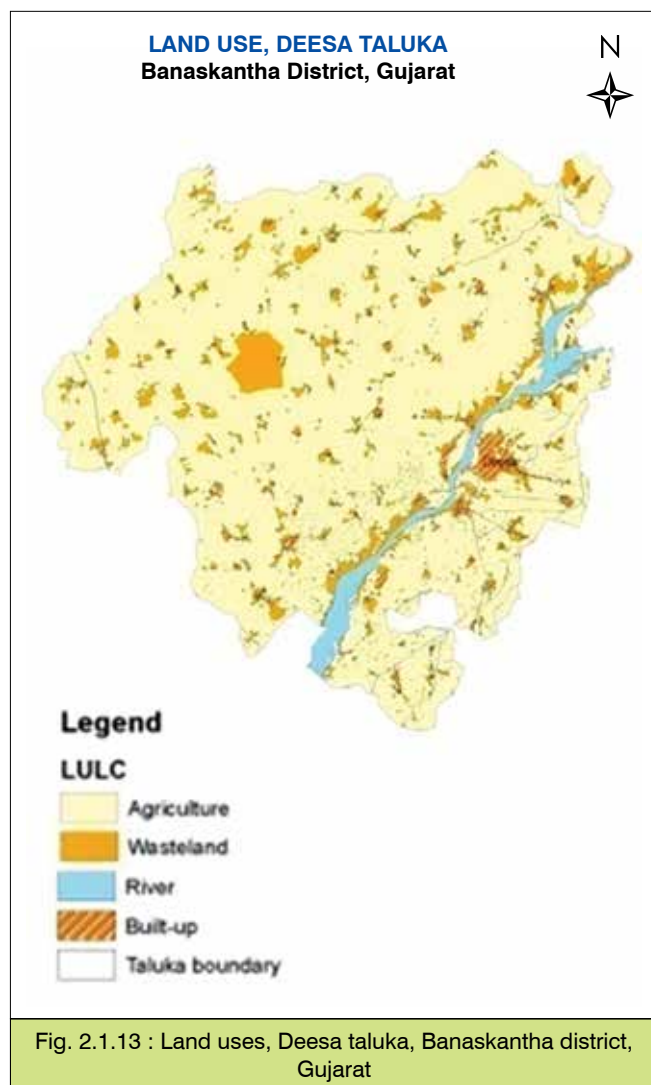 LAND USE, DEESA TALUKA
Banaskantha District, Gujarat
N
Legend
LULC
Agriculture
Wasteland
River
Built-up
Taluka boundary
Fig. 2.1.13 : Land uses, Deesa taluka, Banaskantha district,
Gujarat